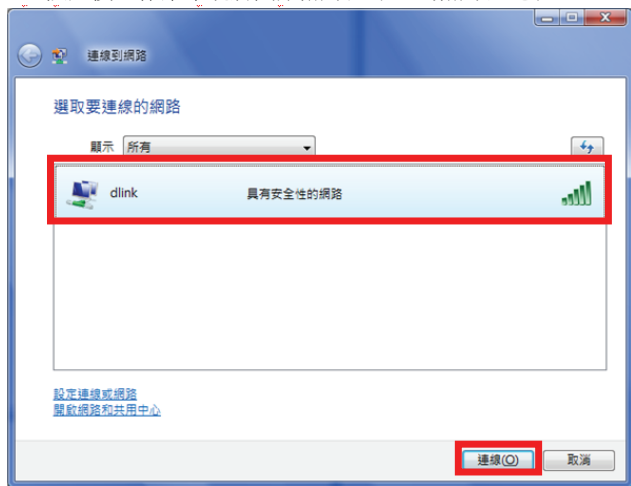 連線到網路
選取要連線的網路
顯示 所有
dlink 具有安全性的網路
設定連線或網路
開啟網路和共用中心
連線(O) 取消